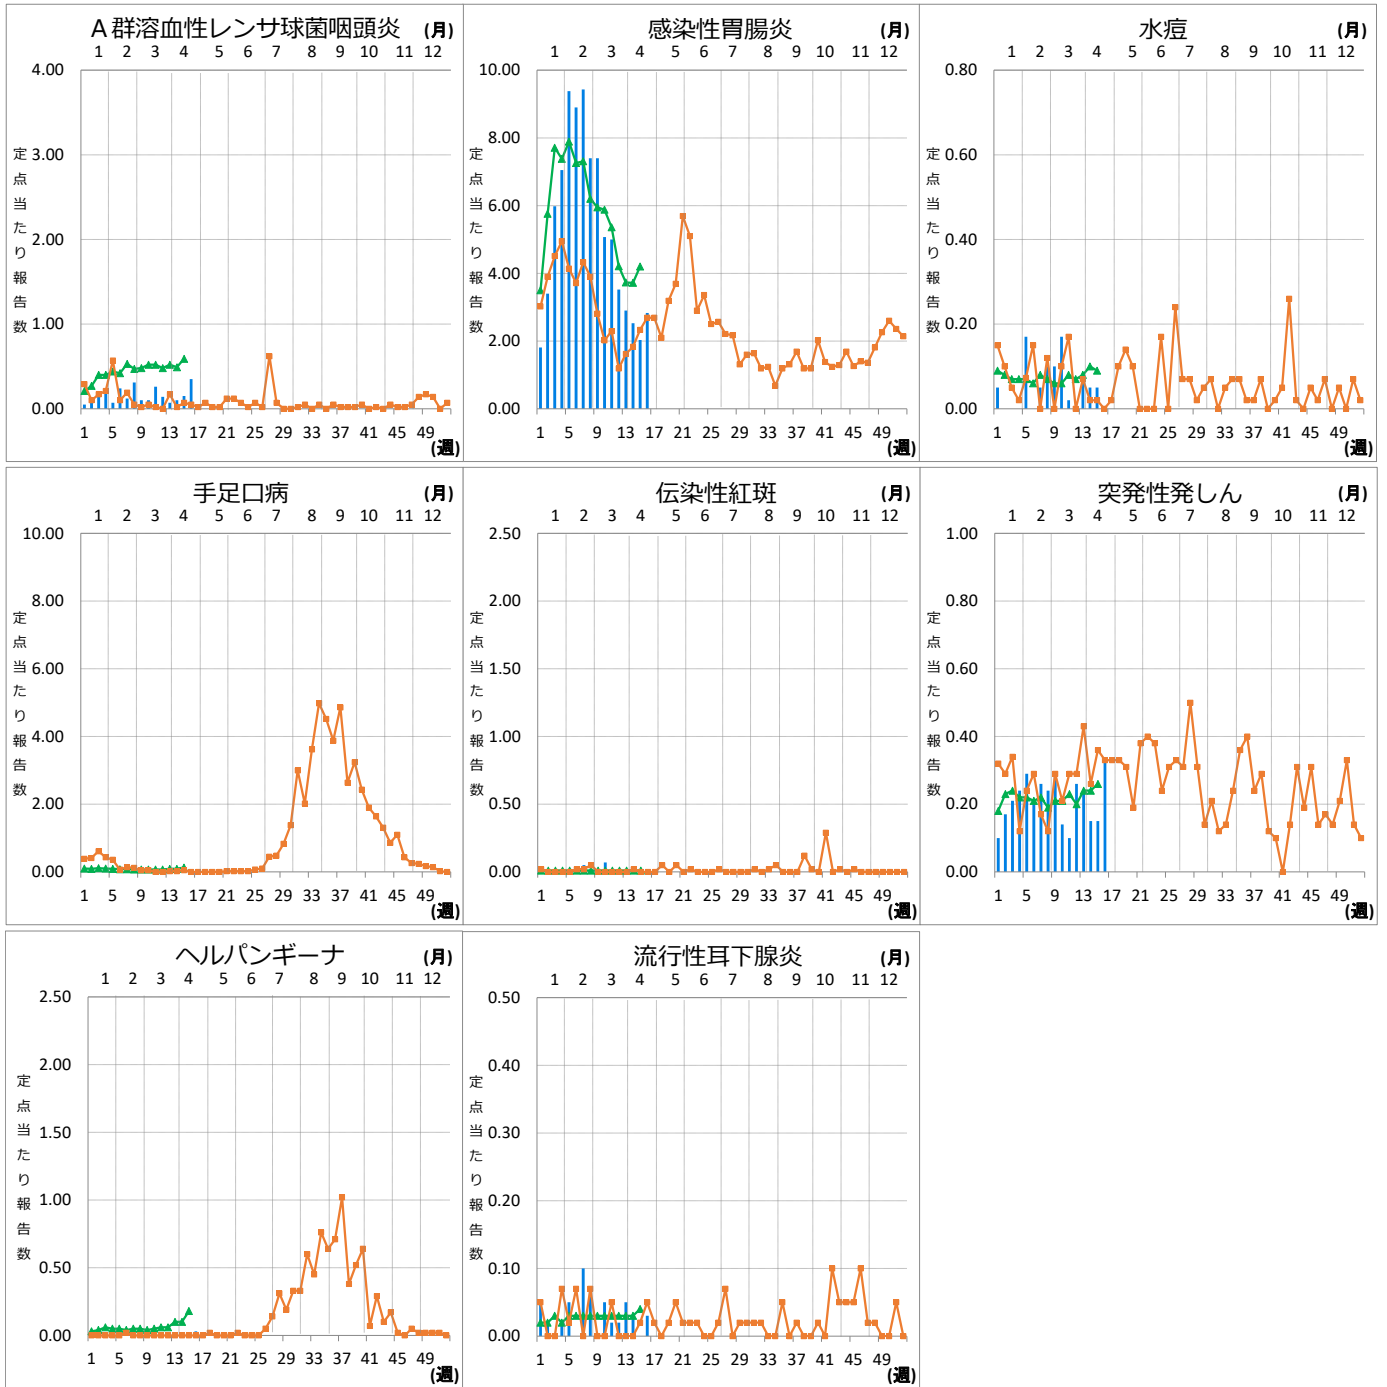 A群溶血性レンサ球菌咽頭炎 (月)
1 2 3 4 5 6 7 8 9 10 11 12
4.00
3.00
2.00
1.00
0.00
定点当たり報告数
1 5 9 13 17 21 25 29 33 37 41 45 49
(週)
感染性胃腸炎 (月)
1 2 3 4 5 6 7 8 9 10 11 12
10.00
8.00
6.00
4.00
2.00
0.00
定点当たり報告数
1 5 9 13 17 21 25 29 33 37 41 45 49
(週)
水痘 (月)
1 2 3 4 5 6 7 8 9 10 11 12
0.80
0.60
0.40
0.20
0.00
定点当たり報告数
1 5 9 13 17 21 25 29 33 37 41 45 49
(週)
手足口病 (月)
1 2 3 4 5 6 7 8 9 10 11 12
10.00
8.00
6.00
4.00
2.00
0.00
定点当たり報告数
1 5 9 13 17 21 25 29 33 37 41 45 49
(週)
伝染性紅斑 (月)
1 2 3 4 5 6 7 8 9 10 11 12
2.50
2.00
1.50
1.00
0.50
0.00
定点当たり報告数
1 5 9 13 17 21 25 29 33 37 41 45 49
(週)
突発性発しん (月)
1 2 3 4 5 6 7 8 9 10 11 12
1.00
0.80
0.60
0.40
0.20
0.00
定点当たり報告数
1 5 9 13 17 21 25 29 33 37 41 45 49
(週)
ヘルパンギーナ (月)
1 2 3 4 5 6 7 8 9 10 11 12
2.50
2.00
1.50
1.00
0.50
0.00
定点当たり報告数
1 5 9 13 17 21 25 29 33 37 41 45 49
(週)
流行性耳下腺炎 (月)
1 2 3 4 5 6 7 8 9 10 11 12
0.50
0.40
0.30
0.20
0.10
0.00
定点当たり報告数
1 5 9 13 17 21 25 29 33 37 41 45 49
(週)